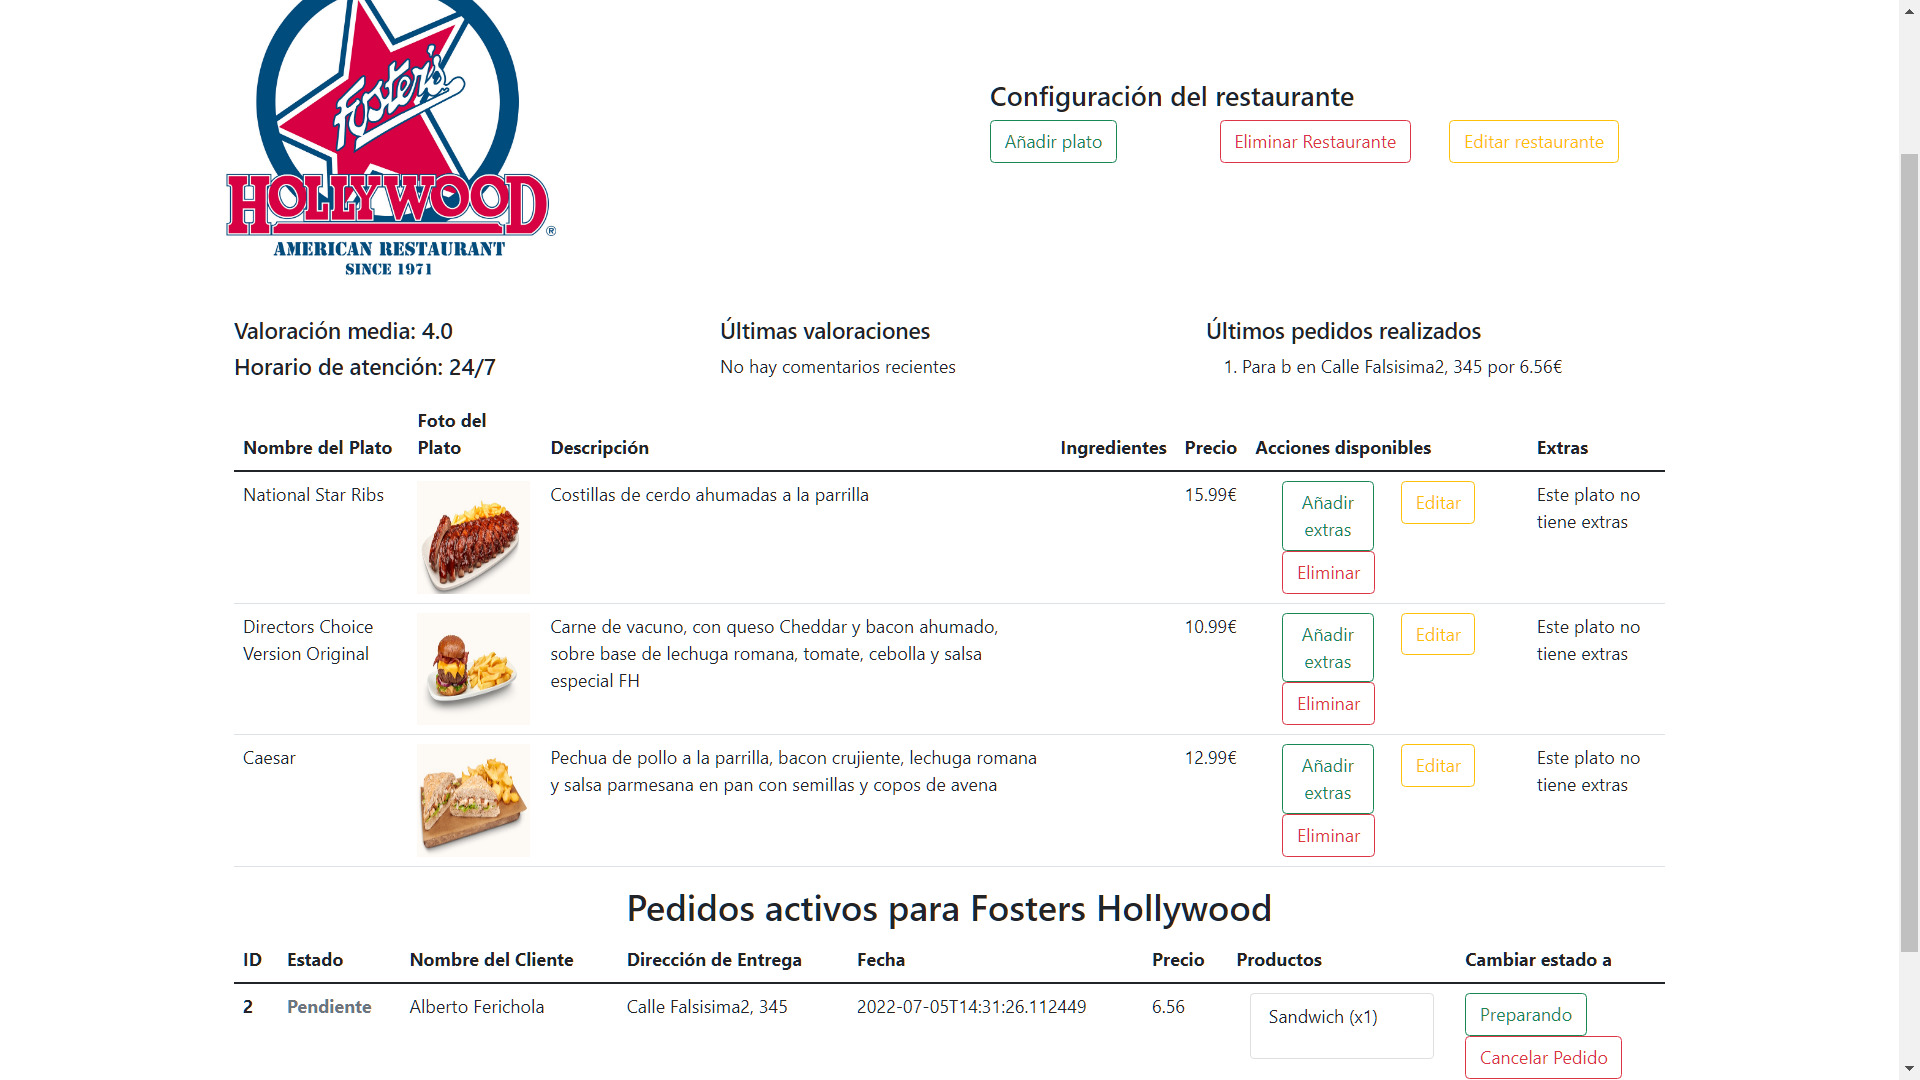 Foster's
HOLLYWOOD®
AMERICAN RESTAURANT
SINCE 1971
Configuración del restaurante
Añadir plato
Eliminar Restaurante
Editar restaurante
Valoración media: 4.0
Horario de atención: 24/7
Últimas valoraciones
No hay comentarios recientes
Últimos pedidos realizados
1. Para b en Calle Falsisima2, 345 por 6.56€
Nombre del Plato
Foto del
Plato
Descripción
Ingredientes
Precio
Acciones disponibles
Extras
National Star Ribs
Costillas de cerdo ahumadas a la parrilla
15.99€
Añadir
extras
Eliminar
Editar
Este plato no
tiene extras
Directors Choice
Version Original
Carne de vacuno, con queso Cheddar y bacon ahumado,
sobre base de lechuga romana, tomate, cebolla y salsa
especial FH
10.99€
Añadir
extras
Eliminar
Editar
Este plato no
tiene extras
Caesar
Pechua de pollo a la parrilla, bacon crujiente, lechuga romana
y salsa parmesana en pan con semillas y copos de avena
12.99€
Añadir
extras
Eliminar
Editar
Este plato no
tiene extras
Pedidos activos para Fosters Hollywood
ID
Estado
Nombre del Cliente
Dirección de Entrega
Fecha
Precio
Productos
Cambiar estado a
2
Pendiente
Alberto Ferichola
Calle Falsisima2, 345
2022-07-05T14:31:26.112449
6.56
Sandwich (x1)
Preparando
Cancelar Pedido